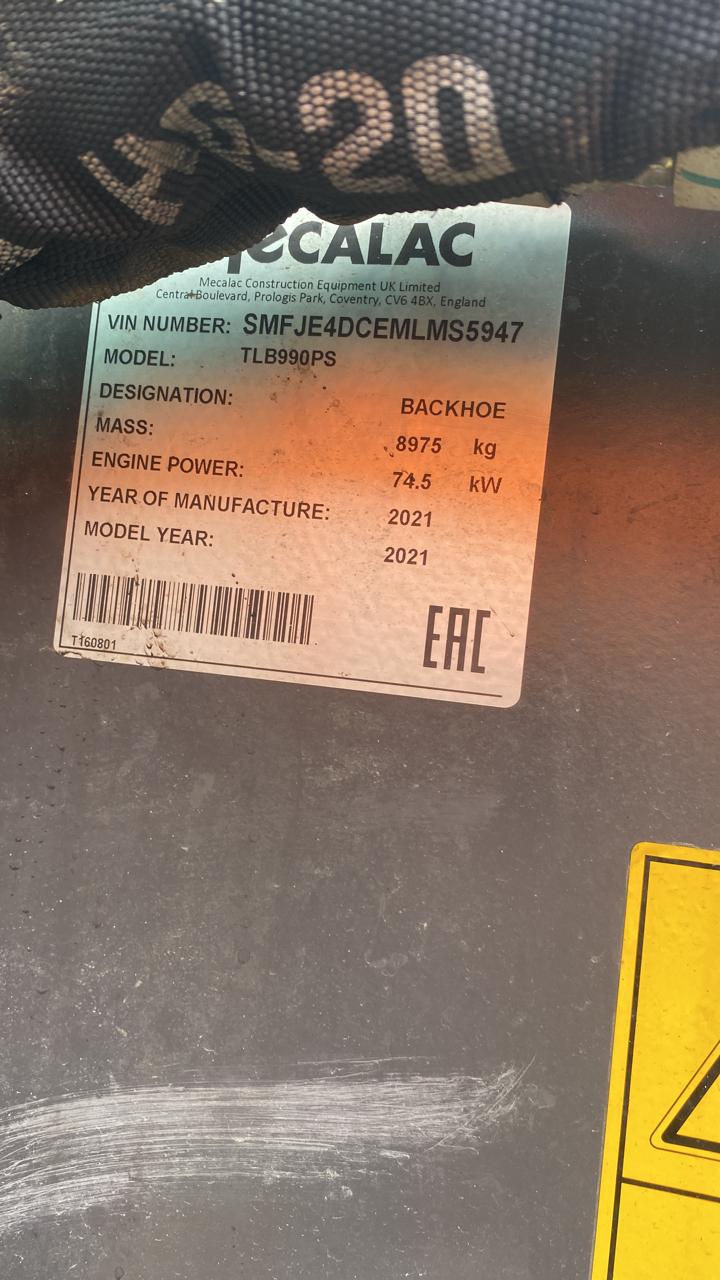 20
ecALAC
Mecalac Construction Equipment UK Limited
Central Boulevard, Prologis Park, Coventry, CV6 4BX, England
VIN NUMBER: SMFJE4DCEMLMS5947
MODEL: TLB990PS
DESIGNATION: BACKHOE
MASS: 8975 kg
ENGINE POWER: 74.5 kW
YEAR OF MANUFACTURE: 2021
MODEL YEAR: 2021
T160801
EAC